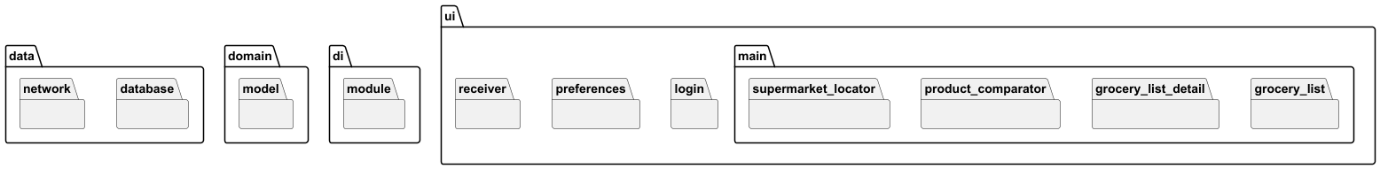 ui
data
domain
di
main
network
database
model
module
receiver
preferences
login
supermarket_locator
product_comparator
grocery_list_detail
grocery_list